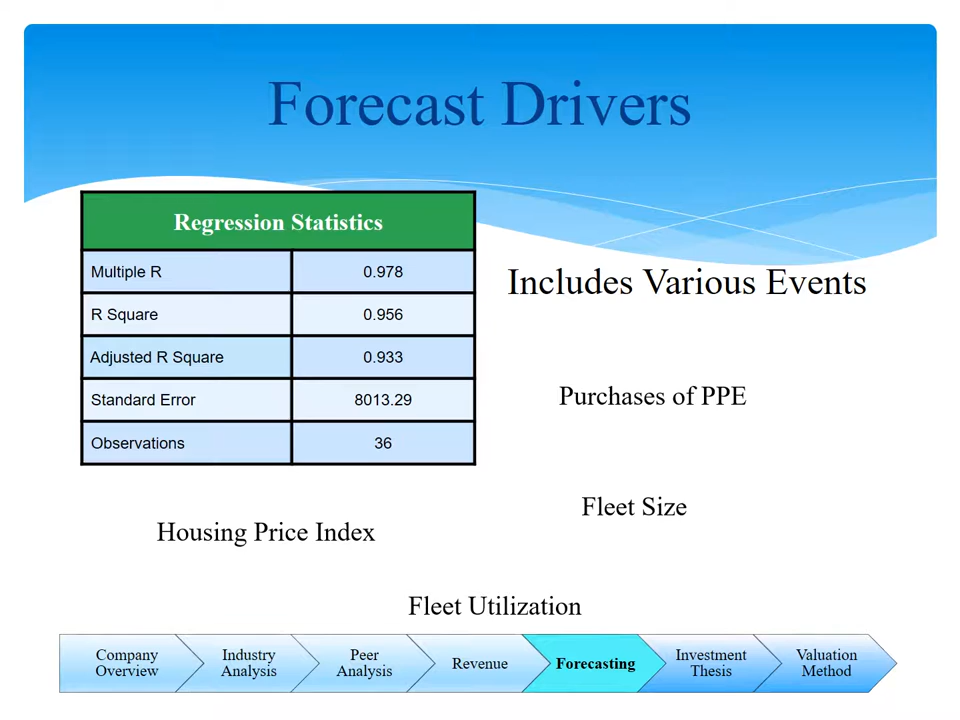 Forecast Drivers
Regression Statistics
Multiple R 0.978
R Square 0.956
Adjusted R Square 0.933
Standard Error 8013.29
Observations 36
Includes Various Events
Purchases of PPE
Fleet Size
Housing Price Index
Fleet Utilization
Company
Overview
Industry
Analysis
Peer
Analysis
Revenue
Forecasting
Investment
Thesis
Valuation
Method